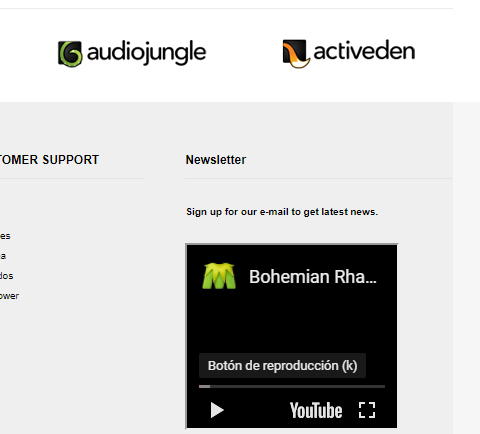 audiojungle
activeden
TOMER SUPPORT
Newsletter
Sign up for our e-mail to get latest news.
es
a
dos
ower
Bohemian Rha...
Botón de reproducción (k)
YouTube